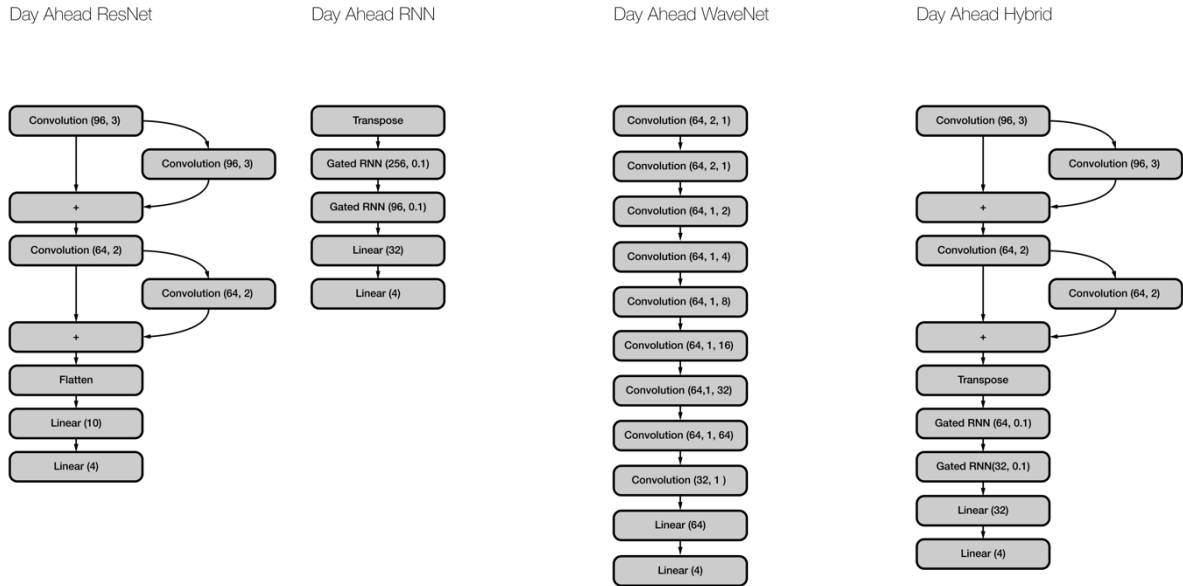 Day Ahead ResNet
Convolution (96, 3)
Convolution (96, 3)
+
Convolution (64, 2)
Convolution (64, 2)
+
Flatten
Linear (10)
Linear (4)
Day Ahead RNN
Transpose
Gated RNN (256, 0.1)
Gated RNN (96, 0.1)
Linear (32)
Linear (4)
Day Ahead WaveNet
Convolution (64, 2, 1)
Convolution (64, 2, 1)
Convolution (64, 1, 2)
Convolution (64, 1, 4)
Convolution (64, 1, 8)
Convolution (64, 1, 16)
Convolution (64,1, 32)
Convolution (64, 1, 64)
Convolution (32, 1 )
Linear (64)
Linear (4)
Day Ahead Hybrid
Convolution (96, 3)
Convolution (96, 3)
+
Convolution (64, 2)
Convolution (64, 2)
+
Transpose
Gated RNN (64, 0.1)
Gated RNN(32, 0.1)
Linear (32)
Linear (4)